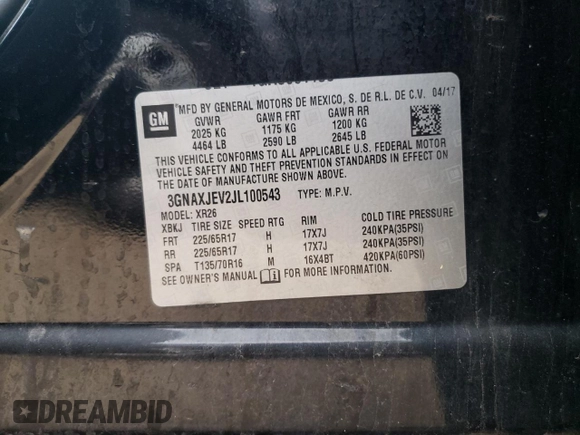 GM
MFD BY GENERAL MOTORS DE MEXICO, S. DE R.L. DE C.V. 04/17
GVWR GAWR FRT GAWR RR
2025 KG 1175 KG 1200 KG
4464 LB 2590 LB 2645 LB
THIS VEHICLE CONFORMS TO ALL APPLICABLE U.S. FEDERAL MOTOR
VEHICLE SAFETY AND THEFT PREVENTION STANDARDS IN EFFECT ON
THE DATE OF MANUFACTURE SHOWN ABOVE.
3GNAXJEV2JL100543 TYPE: M.P.V.
MODEL: XR26
XBKJ TIRE SIZE SPEED RTG RIM COLD TIRE PRESSURE
FRT 225/65R17 H 17X7J 240KPA(35PSI)
RR 225/65R17 H 17X7J 240KPA(35PSI)
SPA T135/70R16 M 16X4BT 420KPA(60PSI)
SEE OWNER'S MANUAL FOR MORE INFORMATION
DREAMBID